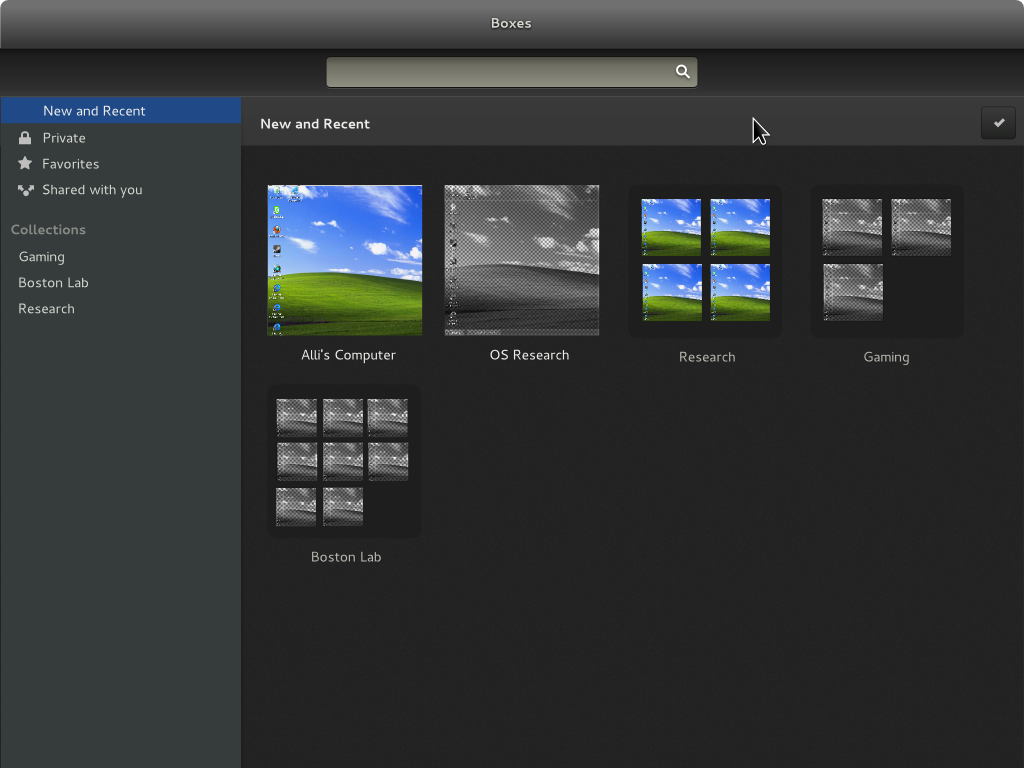 Boxes
New and Recent
Private
Favorites
Shared with you
Collections
Gaming
Boston Lab
Research
New and Recent
Alli's Computer
OS Research
Research
Gaming
Boston Lab